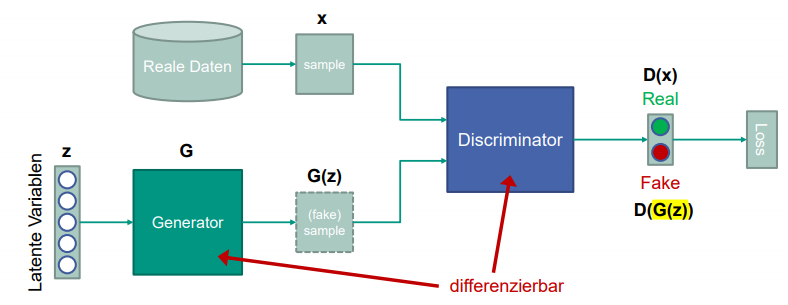 x
Reale Daten
sample
D(x)
Real
Discriminator
Loss
Fake
D(G(z))
z
G
G(z)
Latente Variablen
Generator
(fake)
sample
differenzierbar